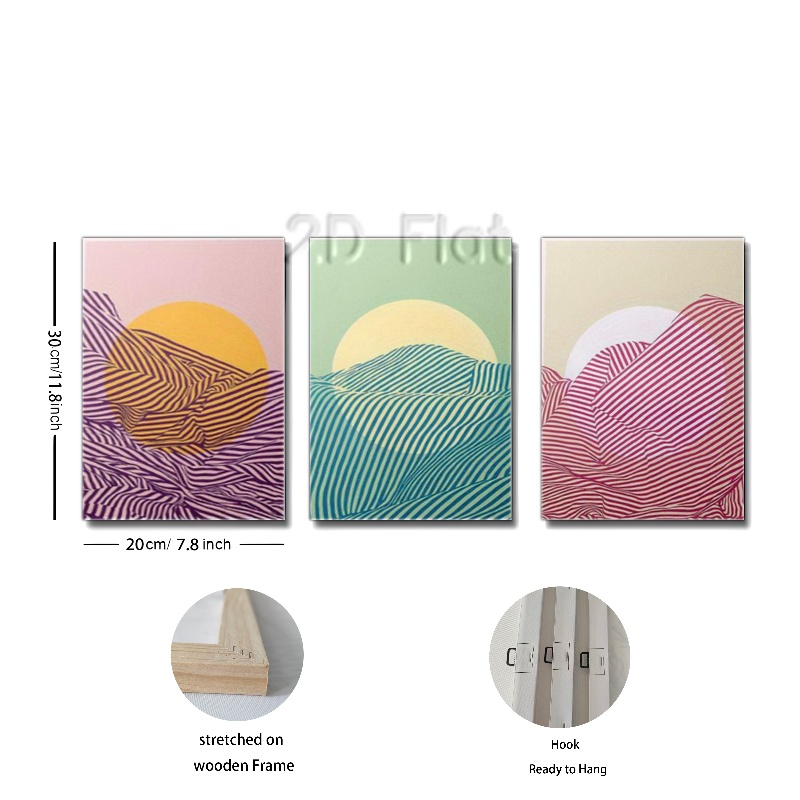 2D Flat
30cm/11.8inch
20cm/ 7.8 inch
stretched on
wooden Frame
Hook
Ready to Hang